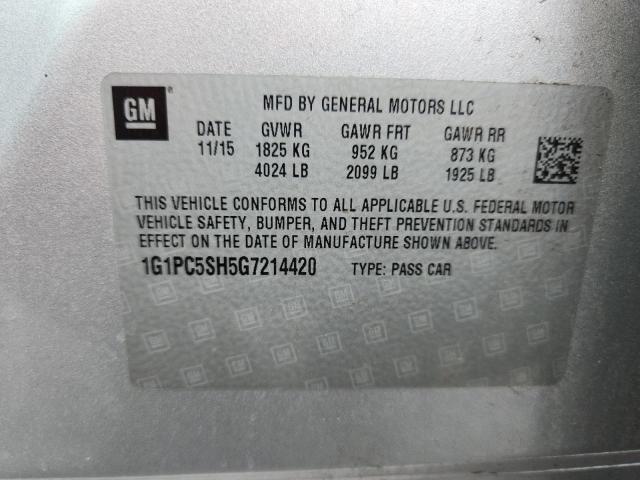 GM ®
MFD BY GENERAL MOTORS LLC
DATE GVWR GAWR FRT GAWR RR
11/15 1825 KG 952 KG 873 KG
4024 LB 2099 LB 1925 LB
THIS VEHICLE CONFORMS TO ALL APPLICABLE U.S. FEDERAL MOTOR
VEHICLE SAFETY, BUMPER, AND THEFT PREVENTION STANDARDS IN
EFFECT ON THE DATE OF MANUFACTURE SHOWN ABOVE.
1G1PC5SH5G7214420 TYPE: PASS CAR